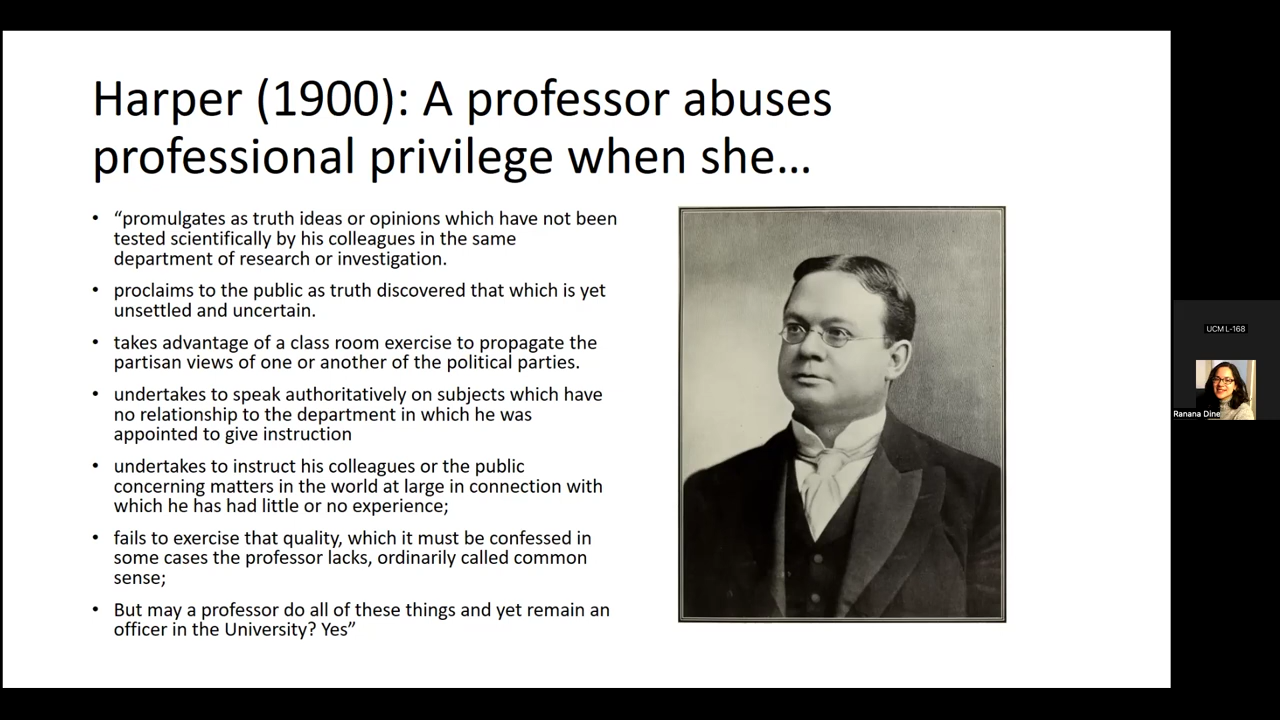 Harper (1900): A professor abuses
professional privilege when she…
• “promulgates as truth ideas or opinions which have not been
tested scientifically by his colleagues in the same
department of research or investigation.
• proclaims to the public as truth discovered that which is yet
unsettled and uncertain.
• takes advantage of a class room exercise to propagate the
partisan views of one or another of the political parties.
• undertakes to speak authoritatively on subjects which have
no relationship to the department in which he was
appointed to give instruction
• undertakes to instruct his colleagues or the public
concerning matters in the world at large in connection with
which he has had little or no experience;
• fails to exercise that quality, which it must be confessed in
some cases the professor lacks, ordinarily called common
sense;
• But may a professor do all of these things and yet remain an
officer in the University? Yes”
UCM L-168
Ranana Dine